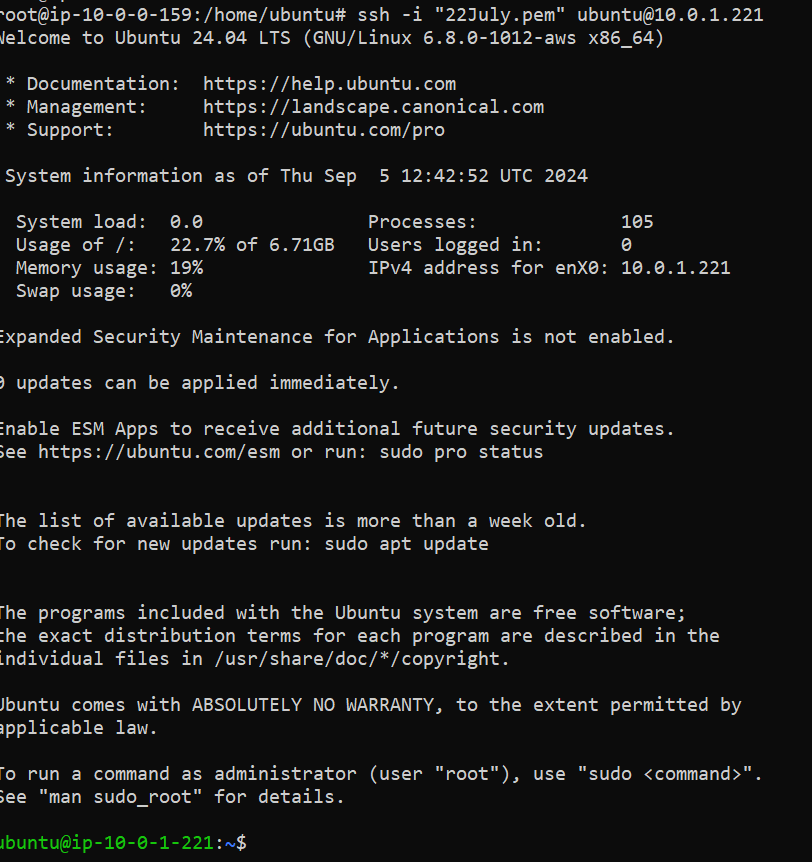 root@ip-10-0-0-159:/home/ubuntu# ssh -i "22July.pem" ubuntu@10.0.1.221
Welcome to Ubuntu 24.04 LTS (GNU/Linux 6.8.0-1012-aws x86_64)
* Documentation:  https://help.ubuntu.com
* Management:     https://landscape.canonical.com
* Support:        https://ubuntu.com/pro
System information as of Thu Sep  5 12:42:52 UTC 2024
System load:  0.0               Processes:             105
Usage of /:   22.7% of 6.71GB   Users logged in:       0
Memory usage: 19%               IPv4 address for enX0: 10.0.1.221
Swap usage:   0%
Expanded Security Maintenance for Applications is not enabled.
0 updates can be applied immediately.
Enable ESM Apps to receive additional future security updates.
See https://ubuntu.com/esm or run: sudo pro status
The list of available updates is more than a week old.
To check for new updates run: sudo apt update
The programs included with the Ubuntu system are free software;
the exact distribution terms for each program are described in the
individual files in /usr/share/doc/*/copyright.
Ubuntu comes with ABSOLUTELY NO WARRANTY, to the extent permitted by
applicable law.
To run a command as administrator (user "root"), use "sudo <command>".
See "man sudo_root" for details.
ubuntu@ip-10-0-1-221:~$